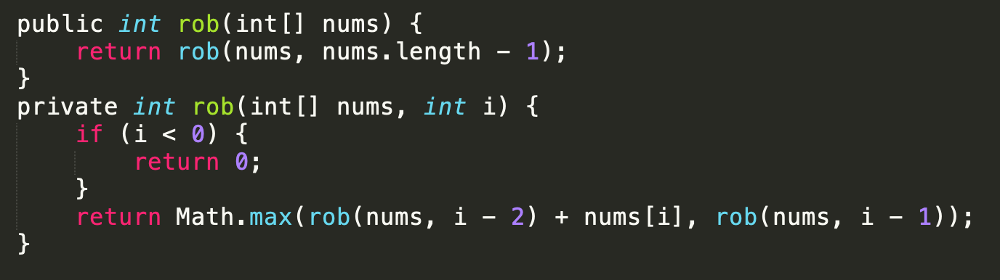 public int rob(int[] nums) {
    return rob(nums, nums.length - 1);
}
private int rob(int[] nums, int i) {
    if (i < 0) {
        return 0;
    }
    return Math.max(rob(nums, i - 2) + nums[i], rob(nums, i - 1));
}